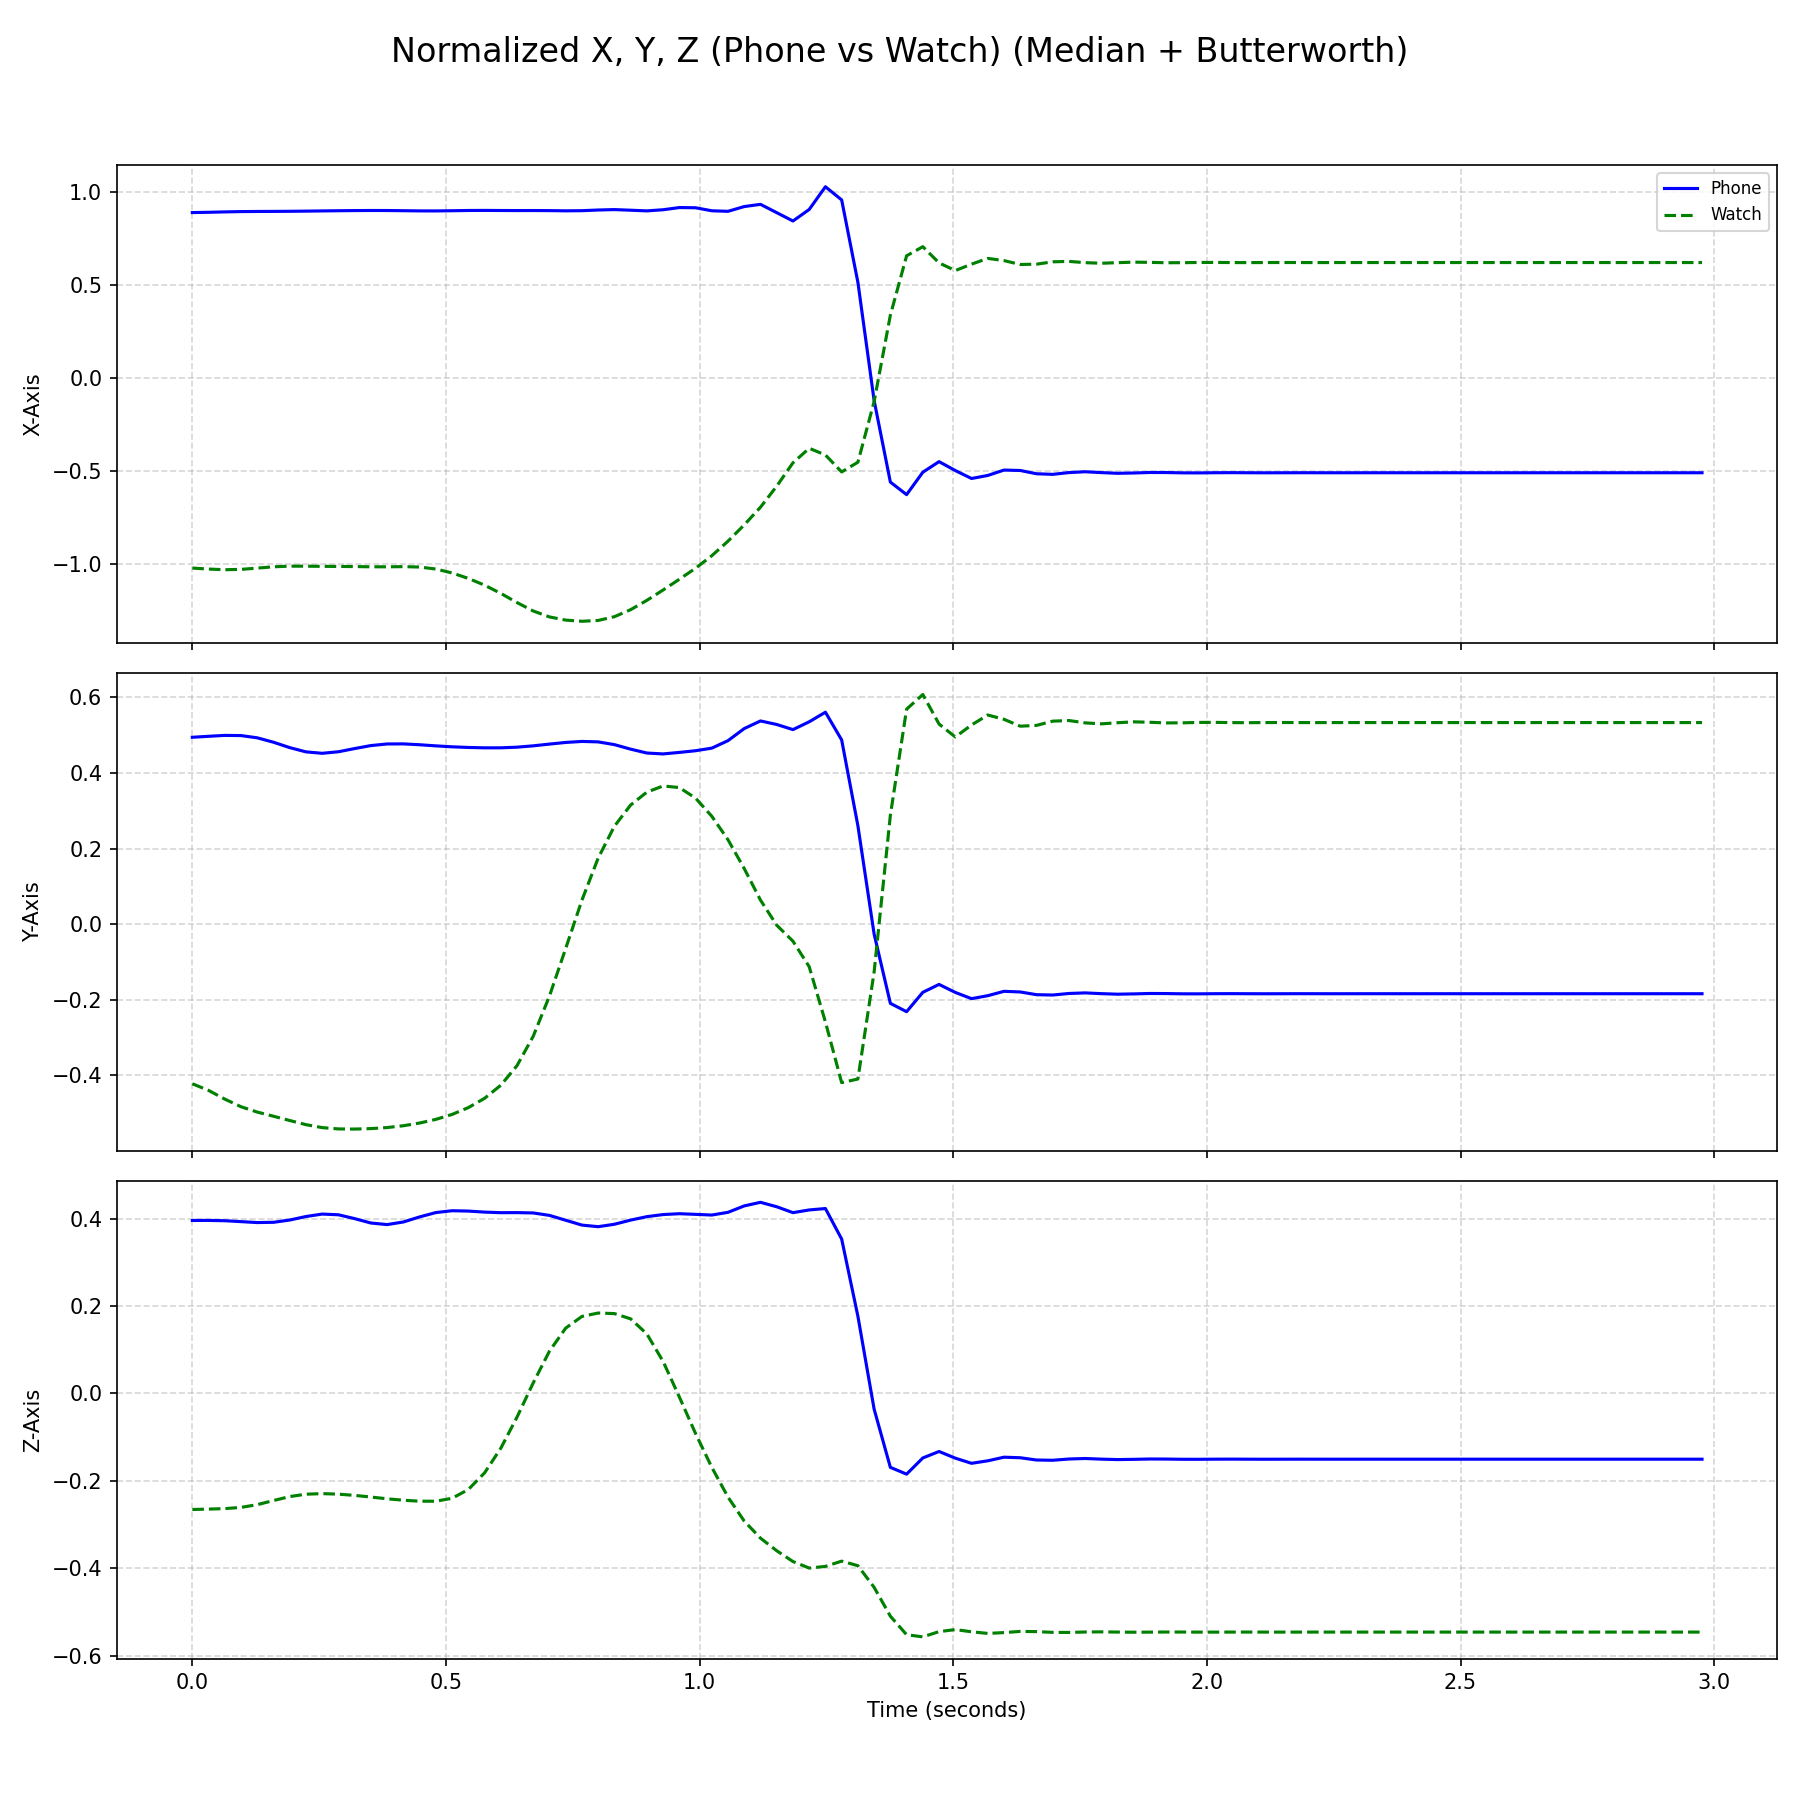 Normalized X, Y, Z (Phone vs Watch) (Median + Butterworth)
Phone
Watch
1.0
0.5
0.0
−0.5
−1.0
X-Axis
0.6
0.4
0.2
0.0
−0.2
−0.4
Y-Axis
0.4
0.2
0.0
−0.2
−0.4
−0.6
Z-Axis
0.0 0.5 1.0 1.5 2.0 2.5 3.0
Time (seconds)